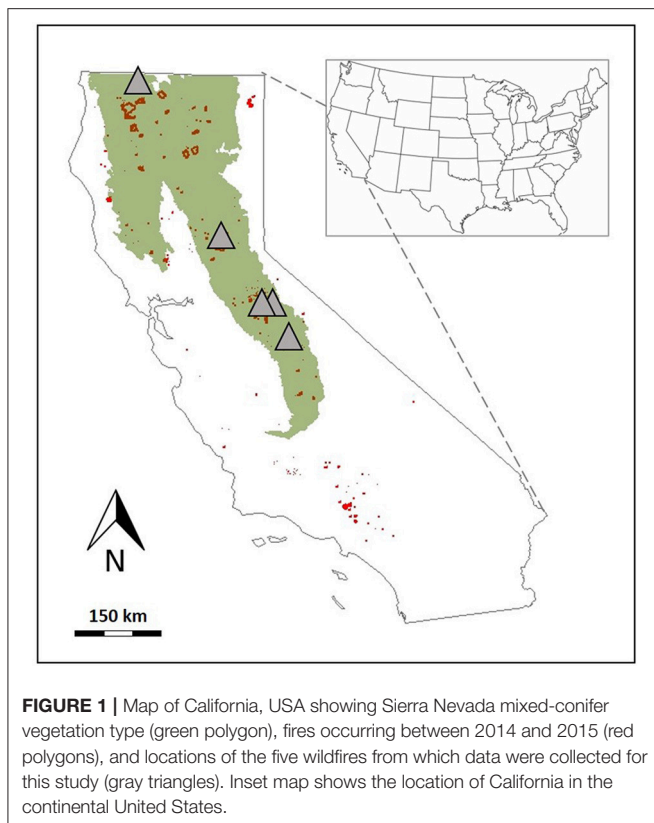 N
150 km
FIGURE 1 | Map of California, USA showing Sierra Nevada mixed-conifer
vegetation type (green polygon), fires occurring between 2014 and 2015 (red
polygons), and locations of the five wildfires from which data were collected for
this study (gray triangles). Inset map shows the location of California in the
continental United States.